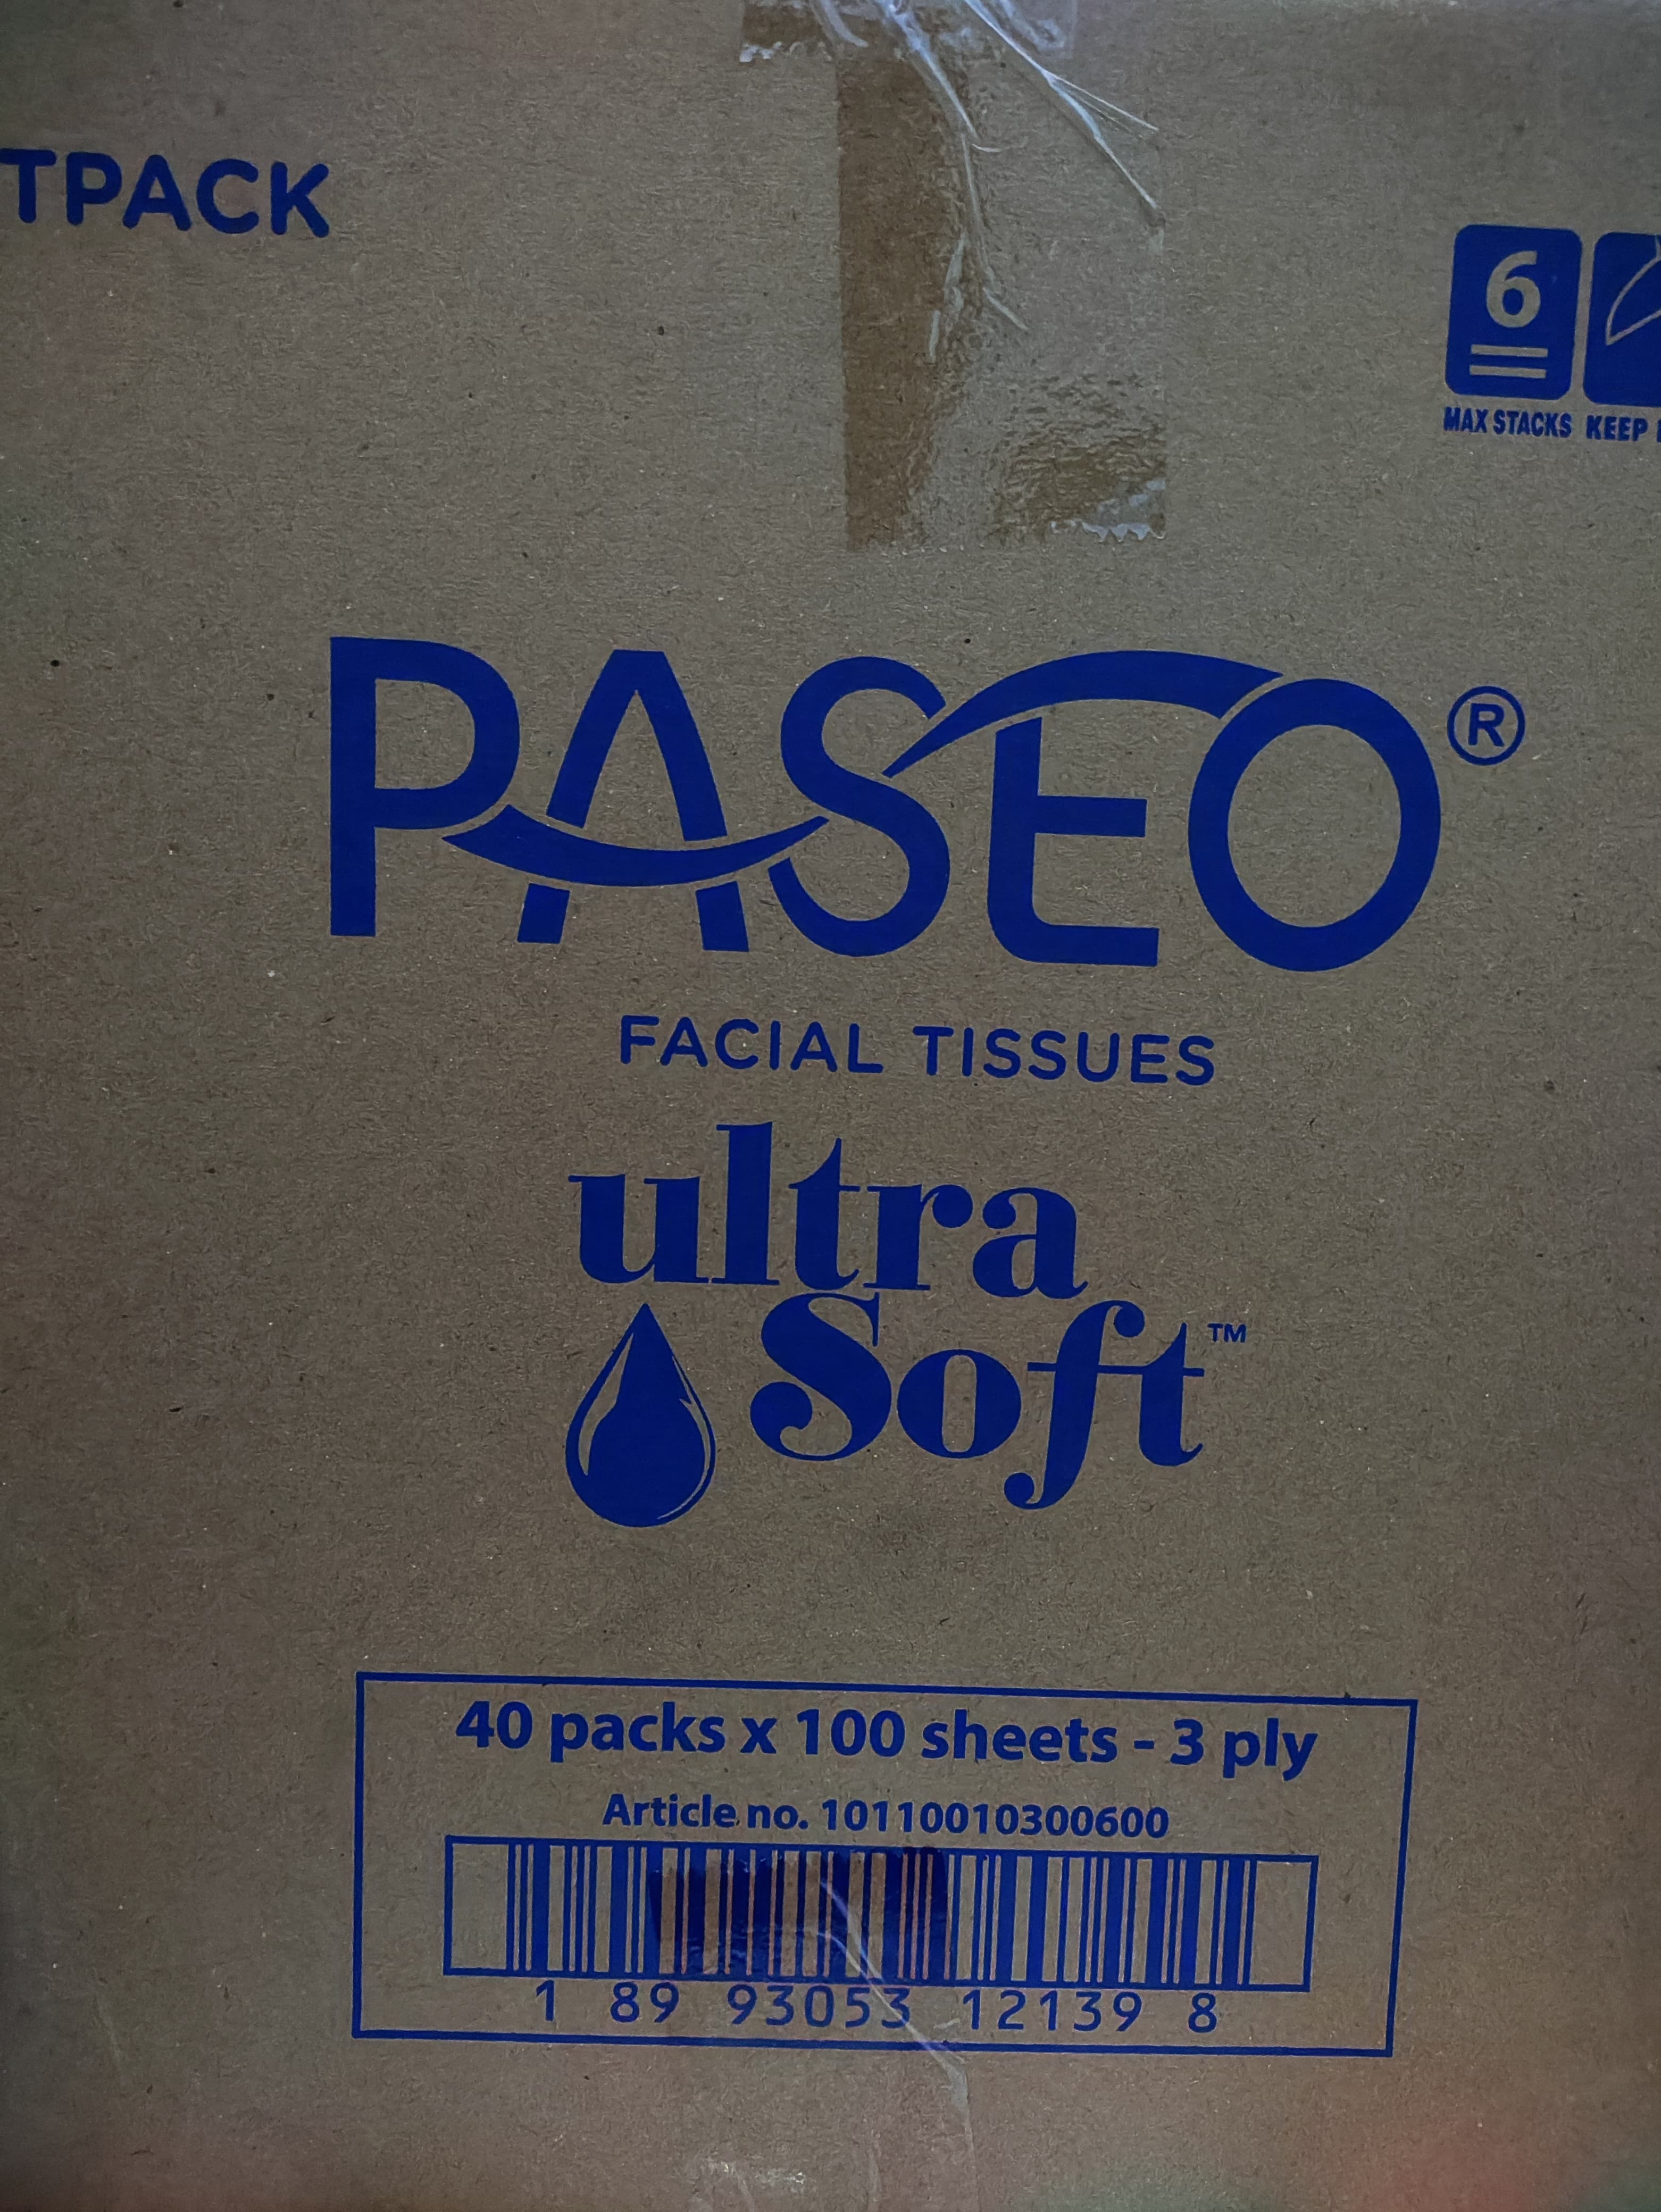 TPACK
6
MAX STACKS KEEP
PASEO®
FACIAL TISSUES
ultra
Soft™
40 packs x 100 sheets - 3 ply
Article no. 10110010300600
1 89 93053 12139 8